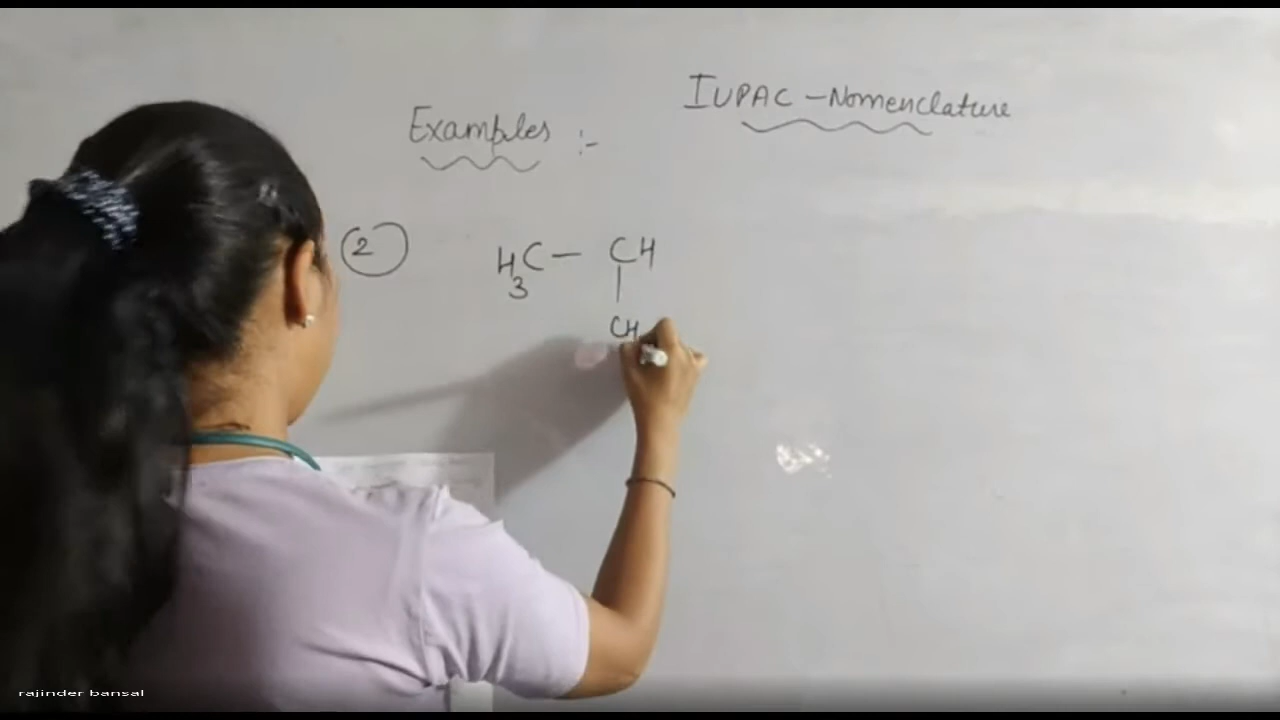 IUPAC - Nomenclature
Examples :-
2 H3C - CH
|
CH
rajinder bansal